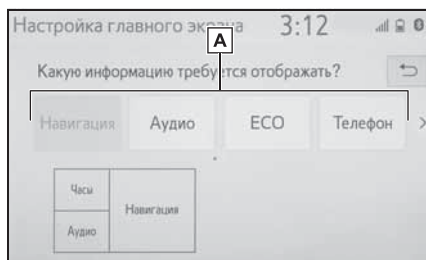 Настройка главного экрана 3:12
A
Какую информацию требуется отображать?
Навигация Аудио ECO Телефон
Часы
Навигация
Аудио